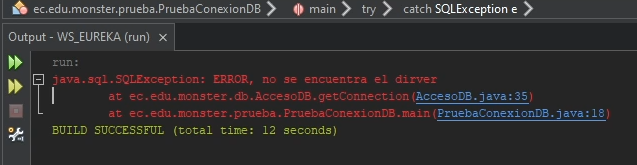 ec.edu.monster.prueba.PruebaConexionDB > main > try > catch SQLException e >
Output - WS_EUREKA (run) ×
run:
java.sql.SQLException: ERROR, no se encuentra el dirver
at ec.edu.monster.db.AccesoDB.getConnection(AccesoDB.java:35)
at ec.edu.monster.prueba.PruebaConexionDB.main(PruebaConexionDB.java:18)
BUILD SUCCESSFUL (total time: 12 seconds)